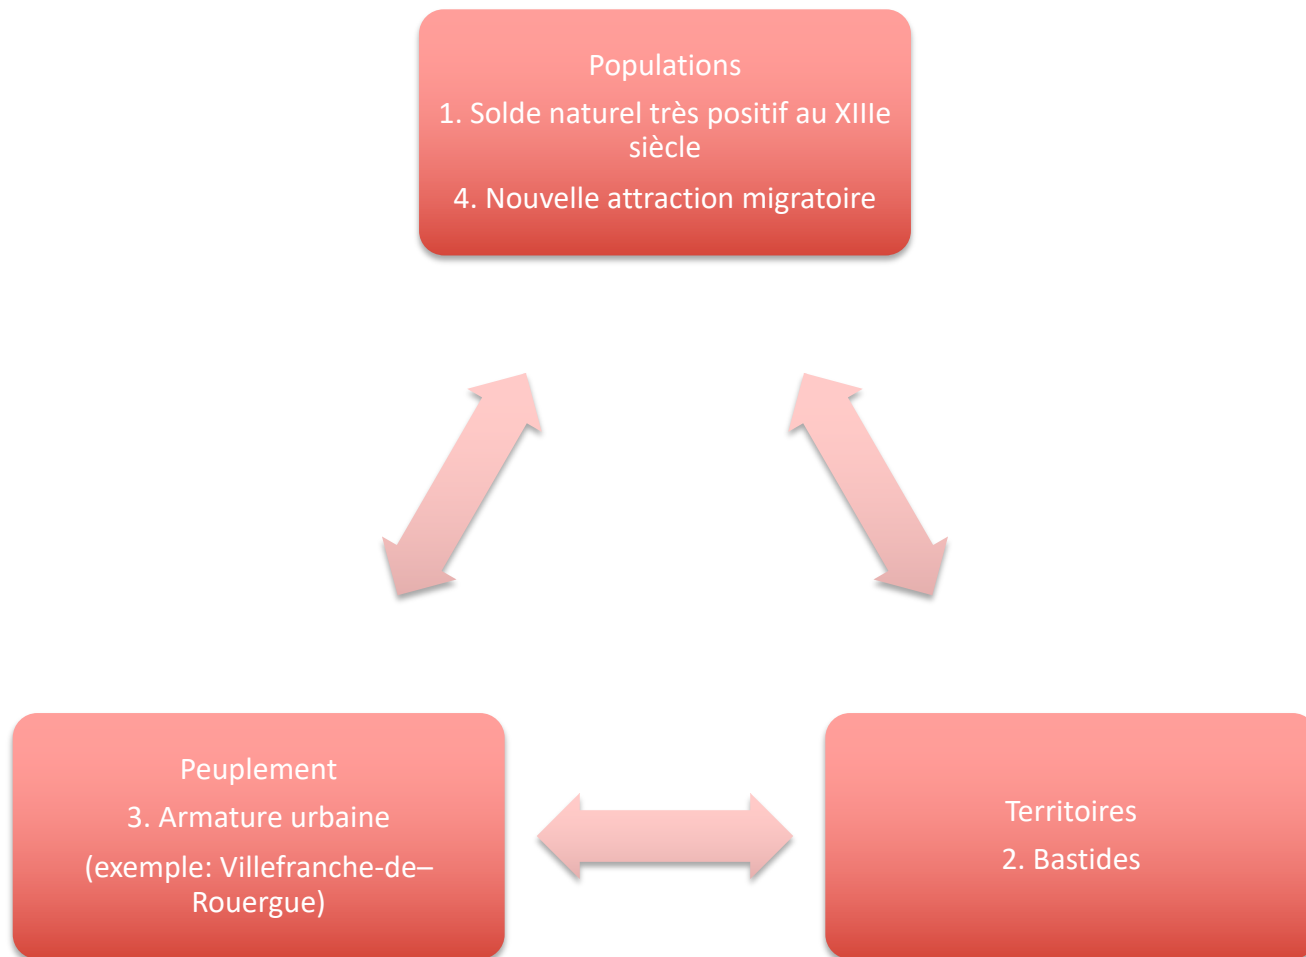 Populations
1. Solde naturel très positif au XIIIe
siècle
4. Nouvelle attraction migratoire
Peuplement
3. Armature urbaine
(exemple: Villefranche-de–
Rouergue)
Territoires
2. Bastides